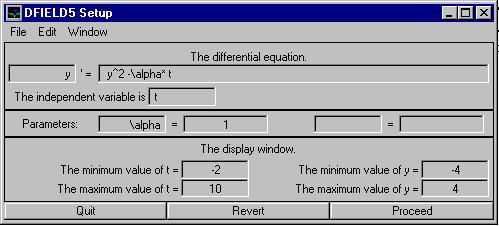 DFIELD5 Setup
File Edit Window
The differential equation.
y ' = y^2 -\alpha* t
The independent variable is t
Parameters: \alpha = 1 =
The display window.
The minimum value of t = -2 The minimum value of y = -4
The maximum value of t = 10 The maximum value of y = 4
Quit Revert Proceed